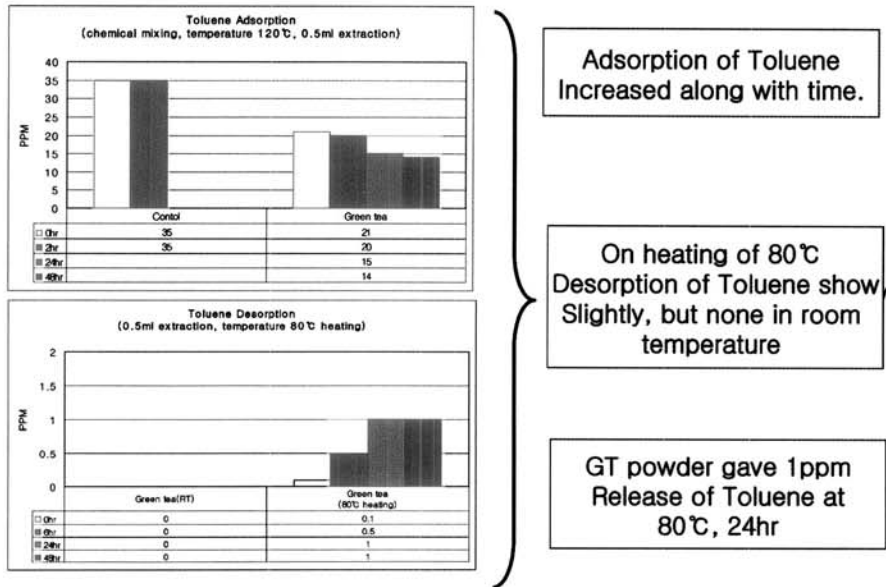 Toluene Adsorption
(chemical mixing, temperature 120℃, 0.5ml extraction)
PPM
40
35
30
25
20
15
10
5
0
Contol Green tea
0hr 35 21
2hr 35 20
24hr 15
48hr 14
Toluene Desorption
(0.5ml extraction, temperature 80℃ heating)
PPM
2
1.5
1
0.5
0
Green tea(RT) Green tea
(80℃ heating)
0hr 0 0.1
6hr 0 0.5
24hr 0 1
48hr 0 1
Adsorption of Toluene
Increased along with time.
On heating of 80℃
Desorption of Toluene show,
Slightly, but none in room
temperature
GT powder gave 1ppm
Release of Toluene at
80℃, 24hr